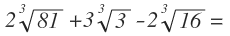 2∛81 +3∛3 -2∛16 =